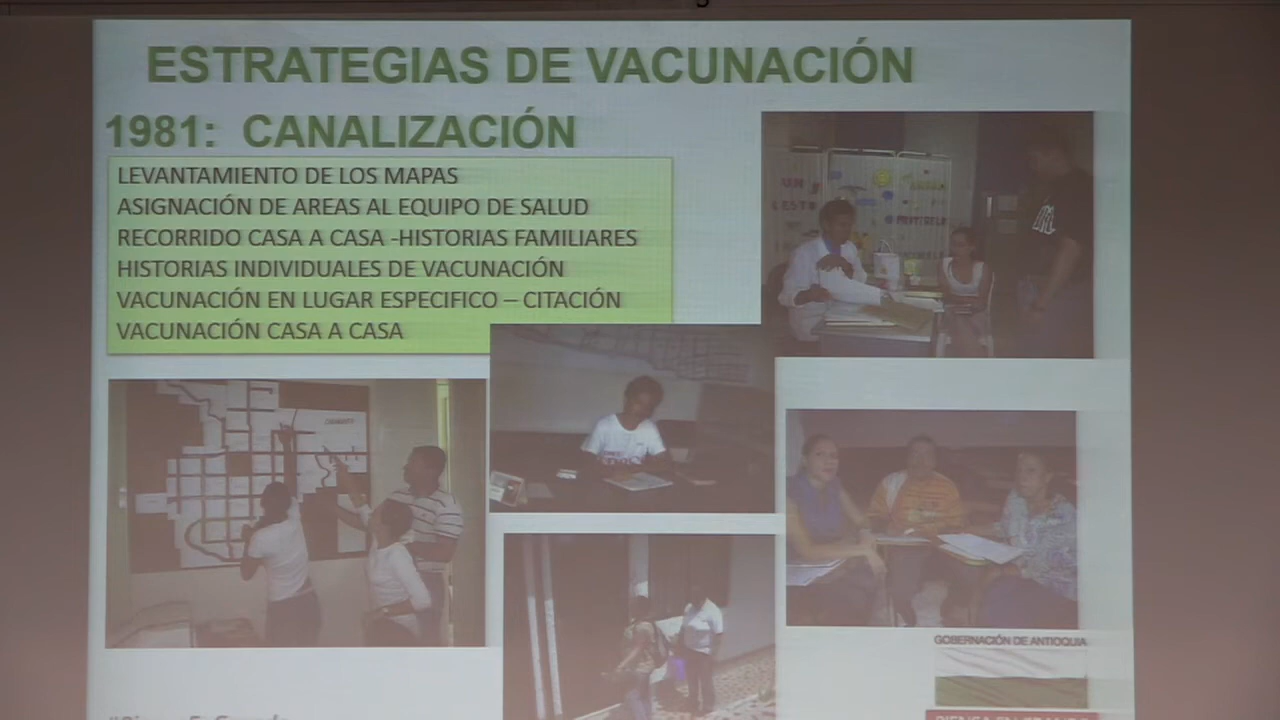 ESTRATEGIAS DE VACUNACIÓN
1981: CANALIZACIÓN
LEVANTAMIENTO DE LOS MAPAS
ASIGNACIÓN DE AREAS AL EQUIPO DE SALUD
RECORRIDO CASA A CASA -HISTORIAS FAMILIARES
HISTORIAS INDIVIDUALES DE VACUNACIÓN
VACUNACIÓN EN LUGAR ESPECIFICO – CITACIÓN
VACUNACIÓN CASA A CASA
GOBERNACIÓN DE ANTIOQUIA